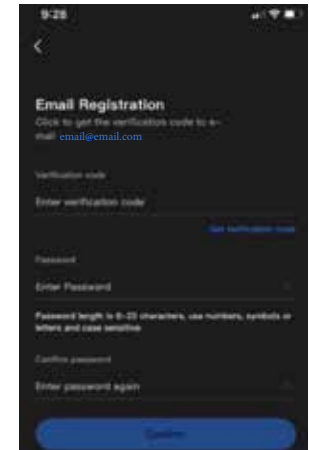 9:28
Email Registration
Click to get the verification code to e-
mail email@email.com
Verification code
Enter verification code
Get verification code
Password
Enter Password
Password length is 6-20 characters, use numbers, symbols or
letters and case sensitive
Confirm password
Enter password again
Confirm